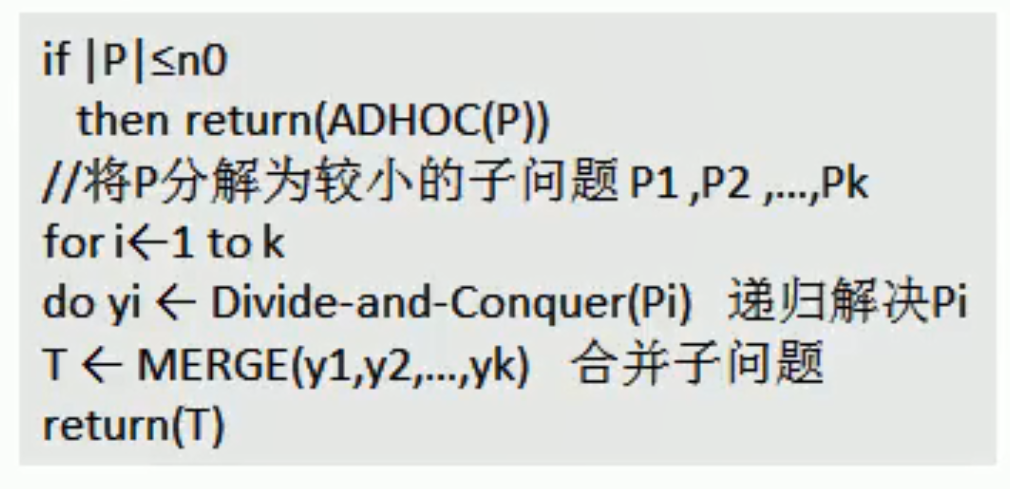 if |P|≤n0
then return(ADHOC(P))
//将P分解为较小的子问题 P1 ,P2 ,...,Pk
for i←1 to k
do yi ← Divide-and-Conquer(Pi) 递归解决Pi
T ← MERGE(y1,y2,...,yk) 合并子问题
return(T)